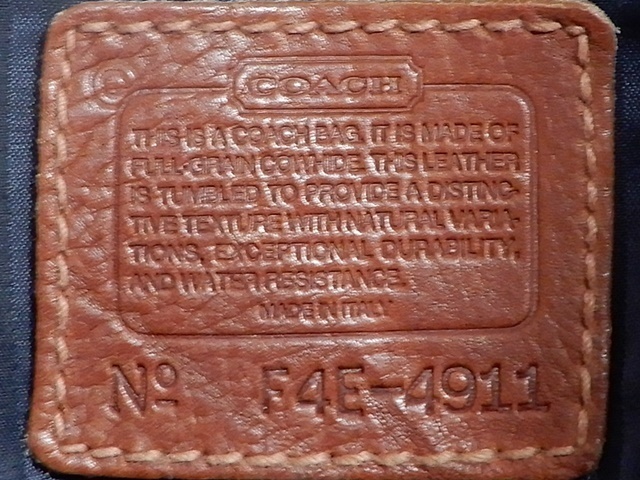 COACH
THIS IS A COACH BAG. IT IS MADE OF
FULL-GRAIN COWHIDE. THIS LEATHER
IS TUMBLED TO PROVIDE A DISTINC-
TIVE TEXTURE WITH NATURAL VARIA-
TIONS, EXCEPTIONAL DURABILITY,
AND WATER RESISTANCE.
MADE IN ITALY
Nº F4E-4911